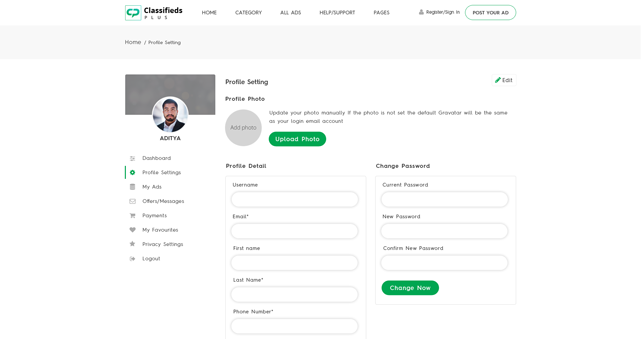 Classifieds
PLUS
HOME
CATEGORY
ALL ADS
HELP/SUPPORT
PAGES
Register/Sign In
POST YOUR AD
Home / Profile Setting
ADITYA
Dashboard
Profile Settings
My Ads
Offers/Messages
Payments
My Favourites
Privacy Settings
Logout
Profile Setting
Edit
Profile Photo
Add photo
Update your photo manually If the photo is not set the default Gravatar will be the same
as your login email account
Upload Photo
Profile Detail
Username
Email*
First name
Last Name*
Phone Number*
Change Password
Current Password
New Password
Confirm New Password
Change Now